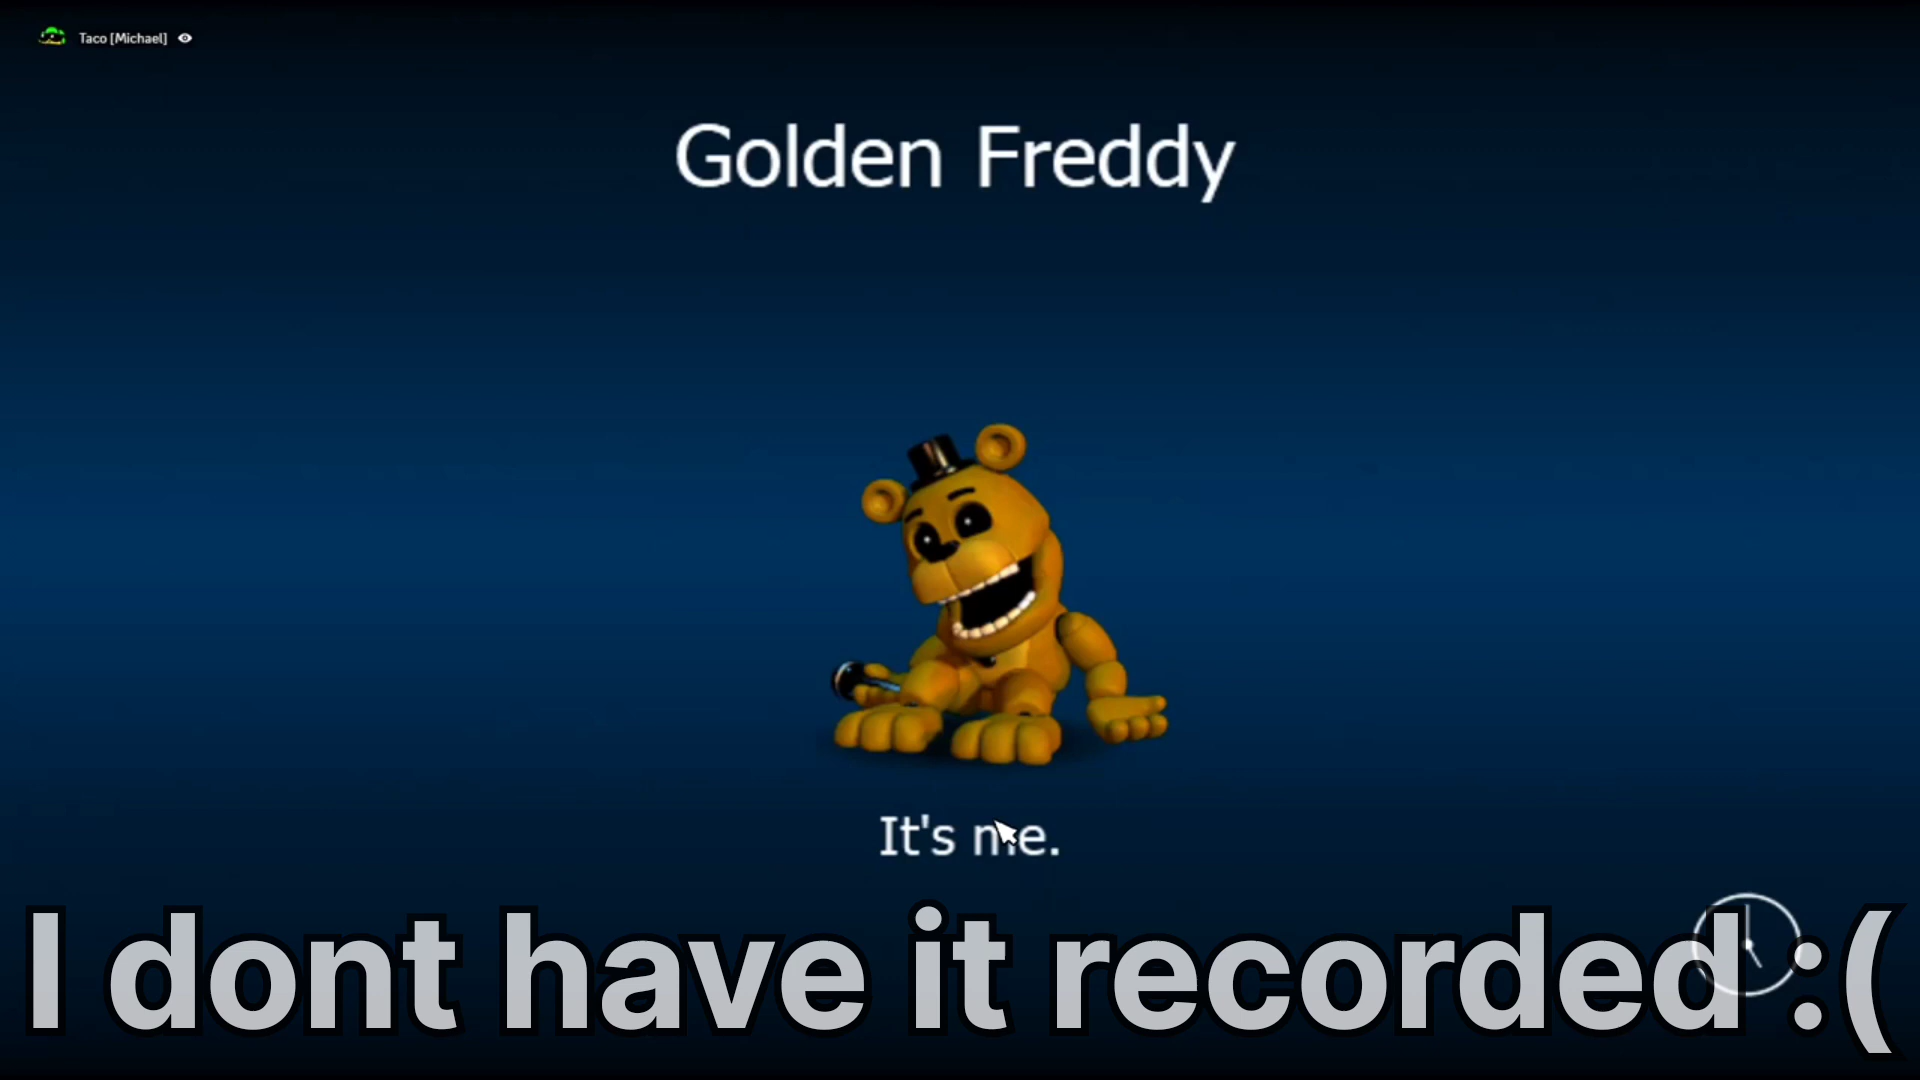 Taco [Michael]
Golden Freddy
It's me.
I dont have it recorded :(